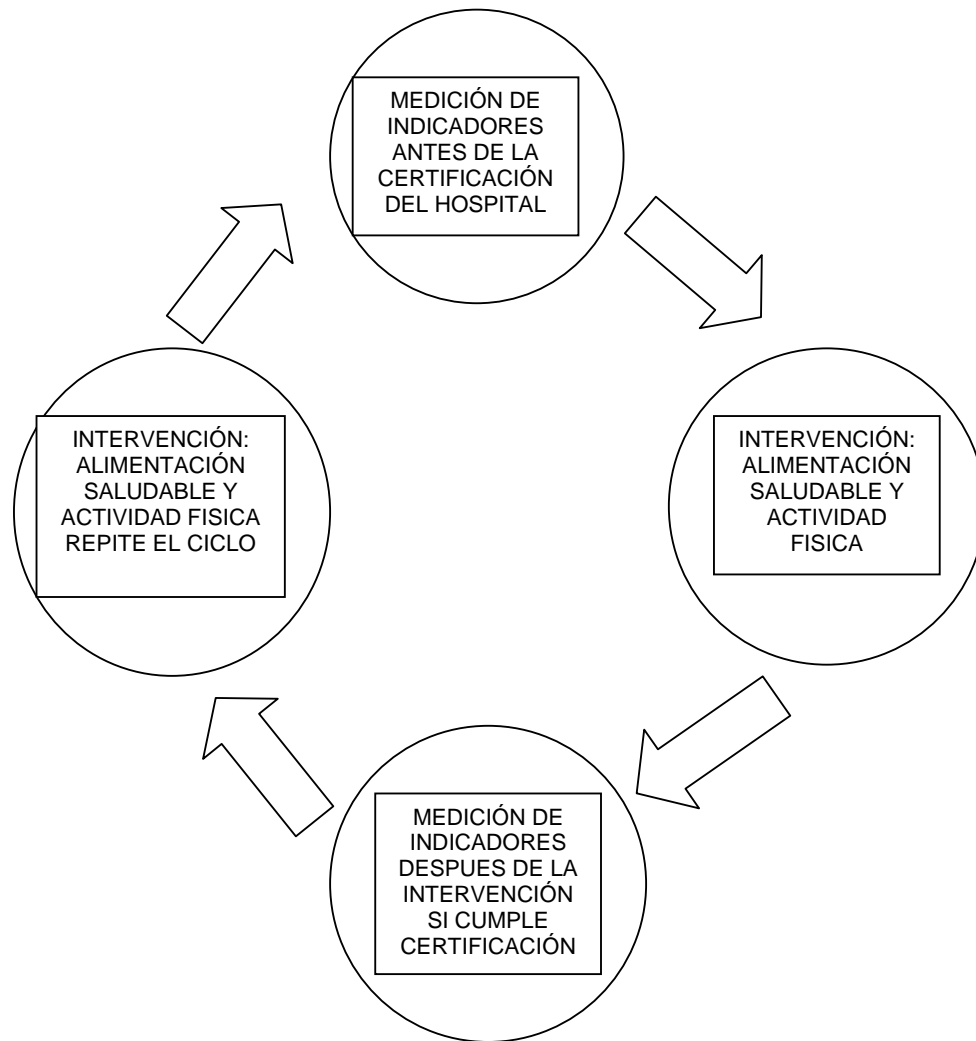 MEDICIÓN DE
INDICADORES
ANTES DE LA
CERTIFICACIÓN
DEL HOSPITAL
INTERVENCIÓN:
ALIMENTACIÓN
SALUDABLE Y
ACTIVIDAD FISICA
REPITE EL CICLO
INTERVENCIÓN:
ALIMENTACIÓN
SALUDABLE Y
ACTIVIDAD
FISICA
MEDICIÓN DE
INDICADORES
DESPUES DE LA
INTERVENCIÓN
SI CUMPLE
CERTIFICACIÓN